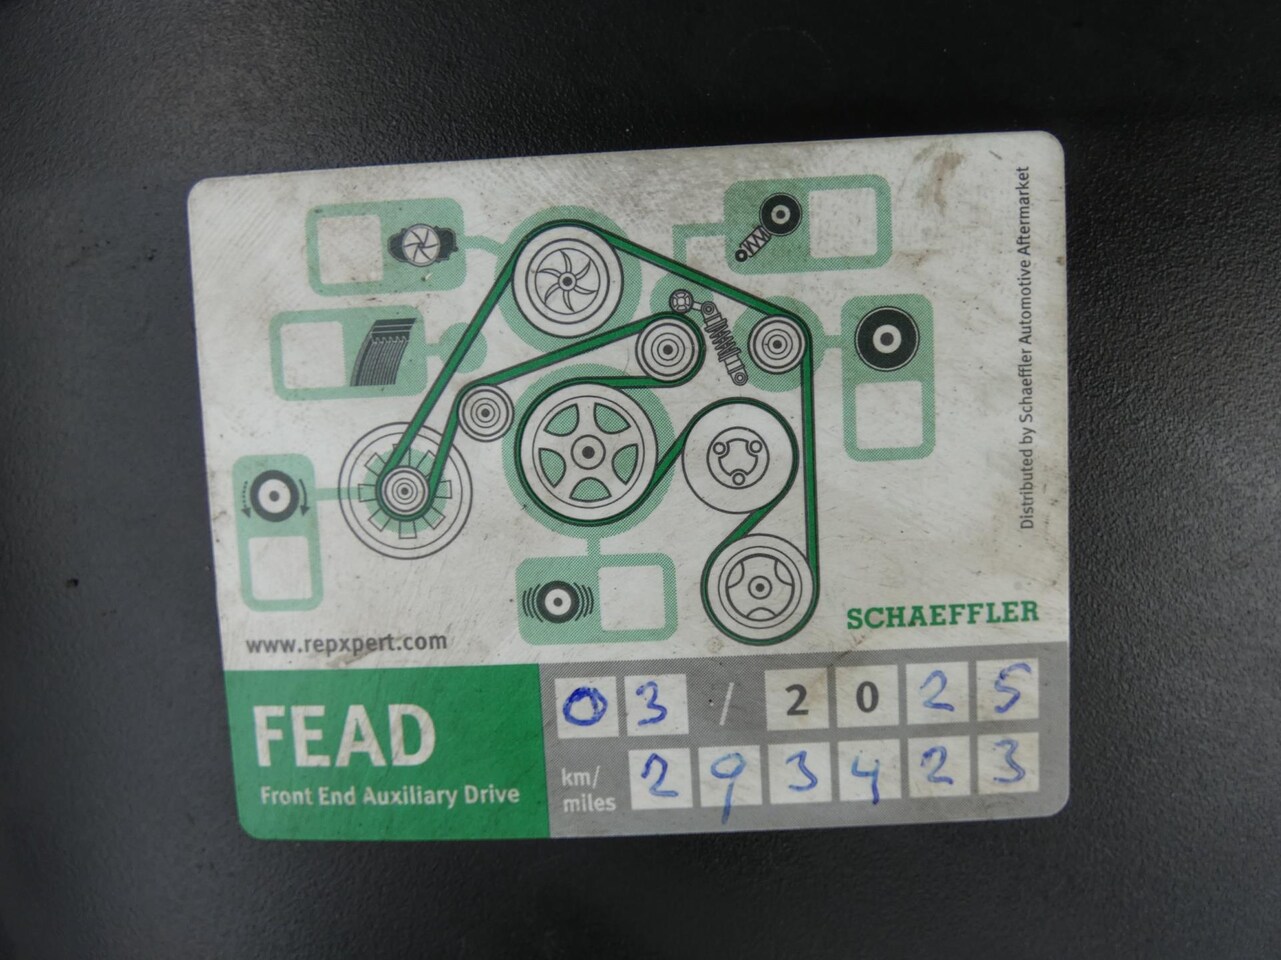 Distributed by Schaeffler Automotive Aftermarket
SCHAEFFLER
www.repxpert.com
FEAD
Front End Auxiliary Drive
03 / 2025
km/
miles
293423